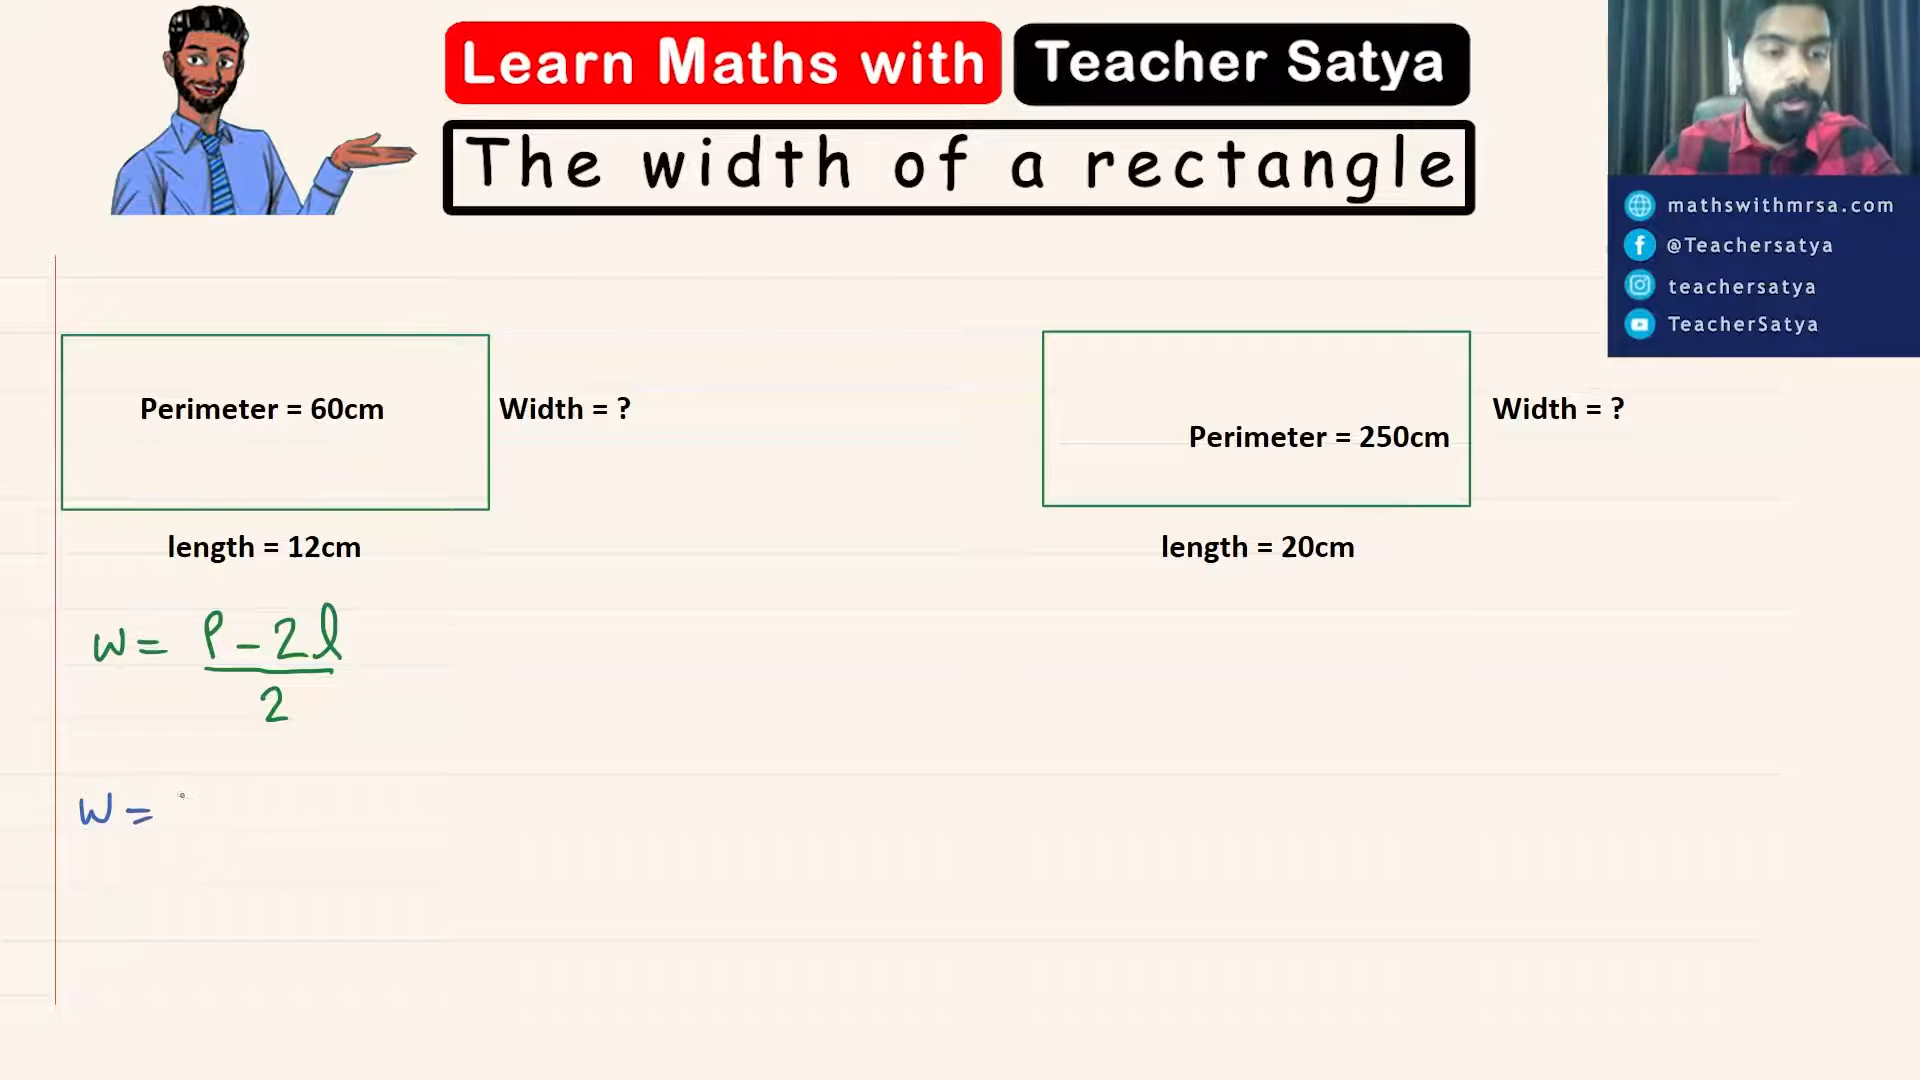 Learn Maths with Teacher Satya
The width of a rectangle
mathswithmrsa.com
@Teachersatya
teachersatya
TeacherSatya
Perimeter = 60cm
Width = ?
length = 12cm
Perimeter = 250cm
Width = ?
length = 20cm
w = P - 2l
2
w =